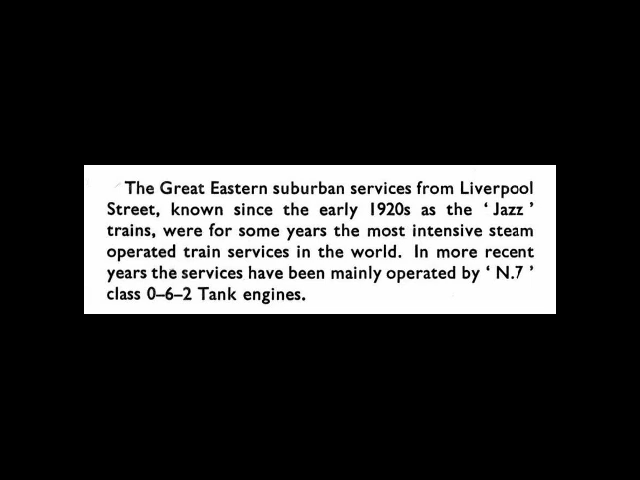 The Great Eastern suburban services from Liverpool
Street, known since the early 1920s as the ‘ Jazz ’
trains, were for some years the most intensive steam
operated train services in the world. In more recent
years the services have been mainly operated by ‘ N.7 ’
class 0–6–2 Tank engines.